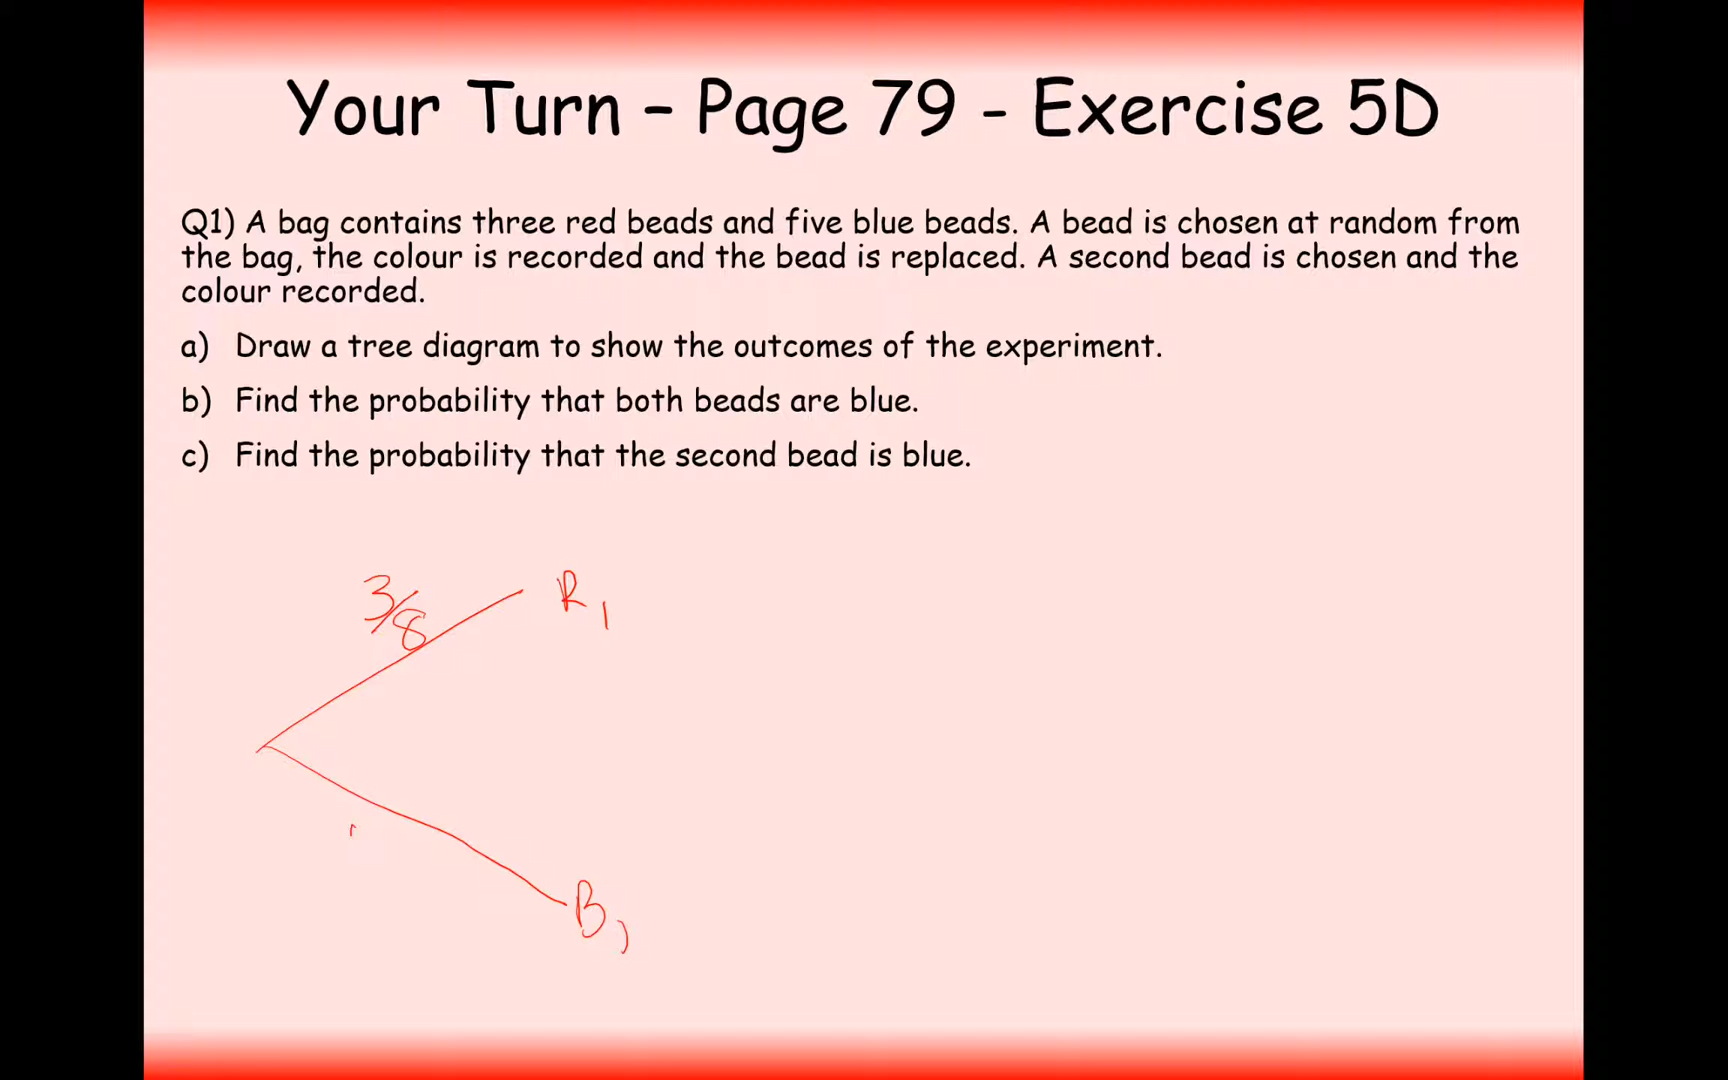 Your Turn – Page 79 - Exercise 5D
Q1) A bag contains three red beads and five blue beads. A bead is chosen at random from
the bag, the colour is recorded and the bead is replaced. A second bead is chosen and the
colour recorded.
a) Draw a tree diagram to show the outcomes of the experiment.
b) Find the probability that both beads are blue.
c) Find the probability that the second bead is blue.
3/8
R1
B1